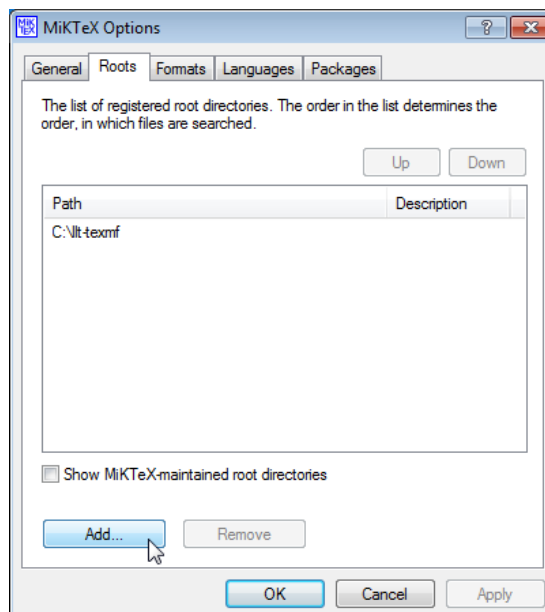 MiKTeX Options
General Roots Formats Languages Packages
The list of registered root directories. The order in the list determines the
order, in which files are searched.
Up Down
Path Description
C:\llt-texmf
Show MiKTeX-maintained root directories
Add... Remove
OK Cancel Apply